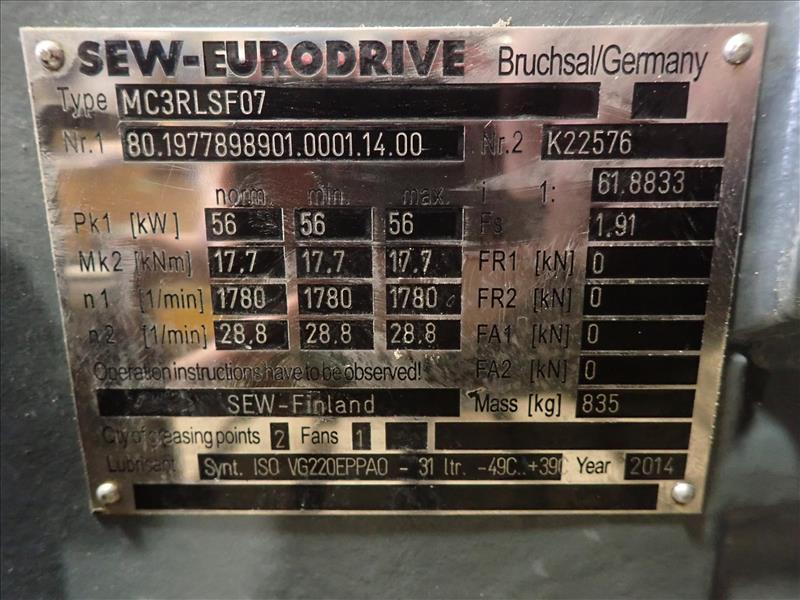 SEW-EURODRIVE Bruchsal/Germany
Type MC3RLSF07
Nr.1 80.1977898901.0001.14.00 Nr.2 K22576
norm. min. max. i 1: 61.8833
Pk1 [kW] 56 56 56 Fs 1.91
Mk2 [kNm] 17.7 17.7 17.7 FR1 [kN] 0
n1 [1/min] 1780 1780 1780 FR2 [kN] 0
n2 [1/min] 28.8 28.8 28.8 FA1 [kN] 0
Operation instructions have to be observed! FA2 [kN] 0
SEW-Finland Mass [kg] 835
Qty of greasing points 2 Fans 1
Lubricant Synt. ISO VG220EPPAO - 31 ltr. -49C..+39C Year 2014